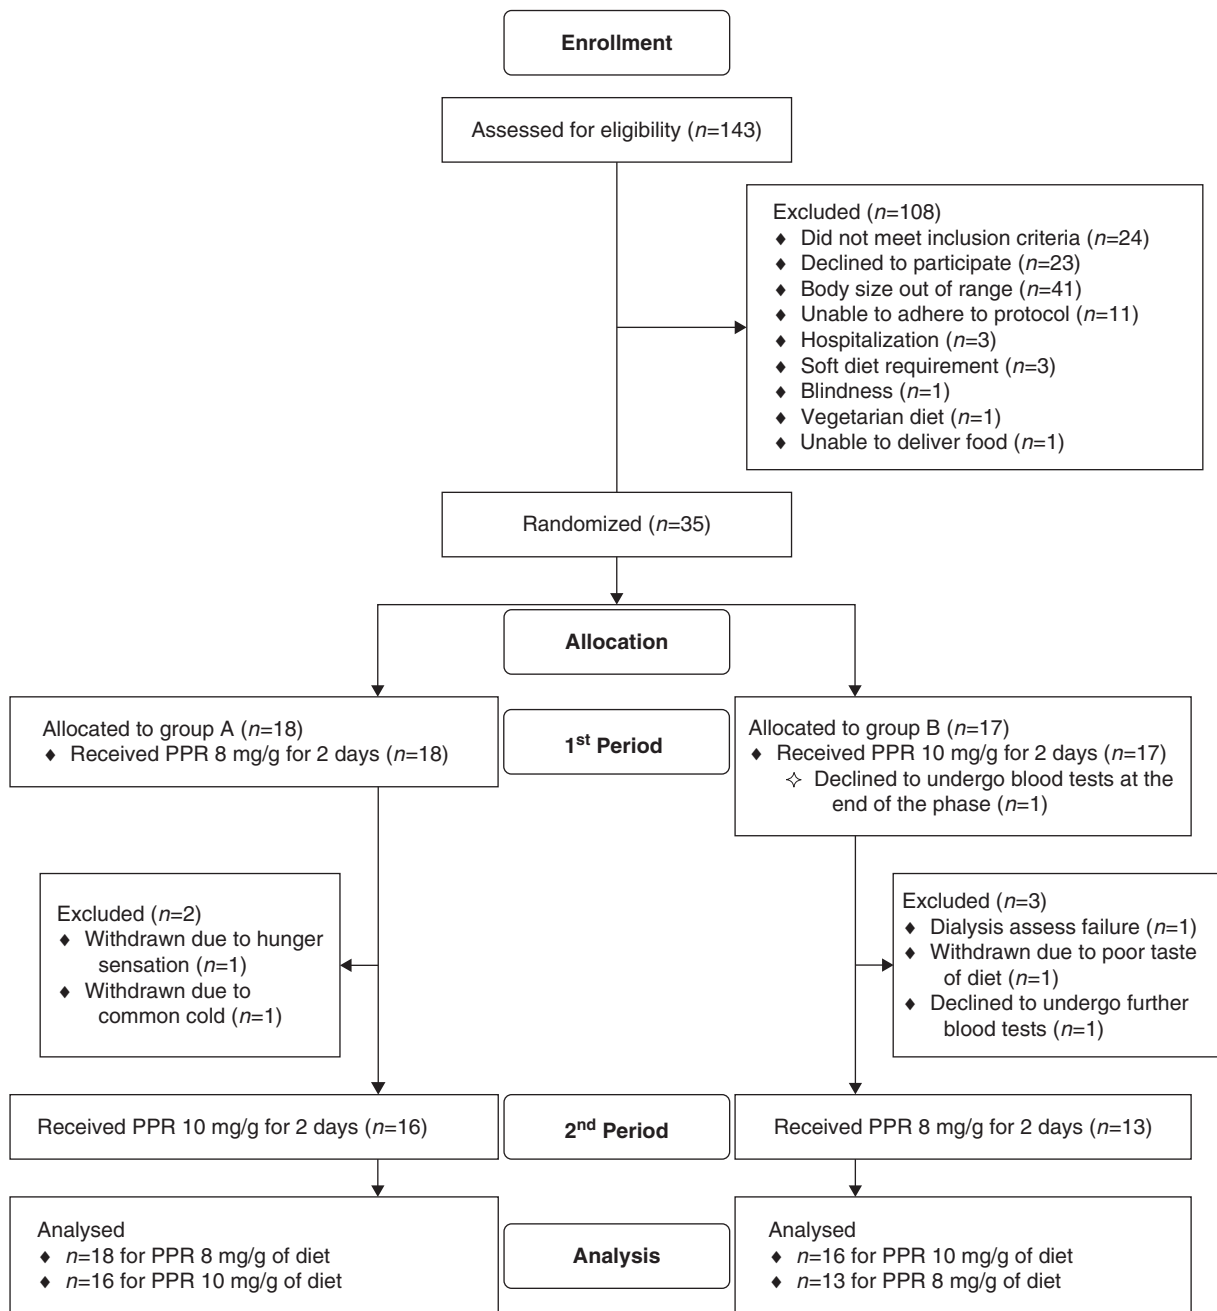 Enrollment
Assessed for eligibility (n=143)
Excluded (n=108)
♦ Did not meet inclusion criteria (n=24)
♦ Declined to participate (n=23)
♦ Body size out of range (n=41)
♦ Unable to adhere to protocol (n=11)
♦ Hospitalization (n=3)
♦ Soft diet requirement (n=3)
♦ Blindness (n=1)
♦ Vegetarian diet (n=1)
♦ Unable to deliver food (n=1)
Randomized (n=35)
Allocation
Allocated to group A (n=18)
♦ Received PPR 8 mg/g for 2 days (n=18)
1st Period
Allocated to group B (n=17)
♦ Received PPR 10 mg/g for 2 days (n=17)
✧ Declined to undergo blood tests at the
end of the phase (n=1)
Excluded (n=2)
♦ Withdrawn due to hunger
sensation (n=1)
♦ Withdrawn due to
common cold (n=1)
Excluded (n=3)
♦ Dialysis assess failure (n=1)
♦ Withdrawn due to poor taste
of diet (n=1)
♦ Declined to undergo further
blood tests (n=1)
Received PPR 10 mg/g for 2 days (n=16)
2nd Period
Received PPR 8 mg/g for 2 days (n=13)
Analysed
♦ n=18 for PPR 8 mg/g of diet
♦ n=16 for PPR 10 mg/g of diet
Analysis
Analysed
♦ n=16 for PPR 10 mg/g of diet
♦ n=13 for PPR 8 mg/g of diet